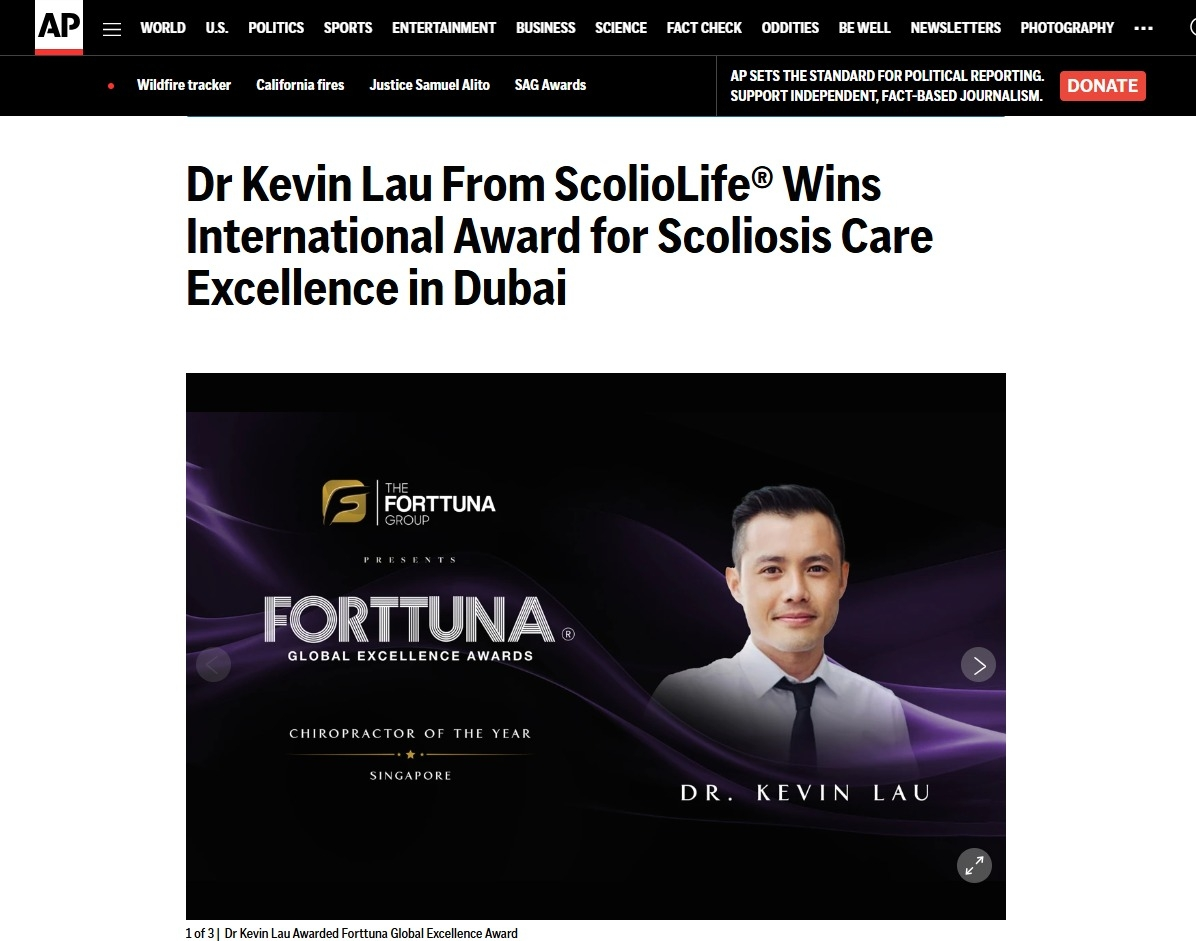 AP
WORLD U.S. POLITICS SPORTS ENTERTAINMENT BUSINESS SCIENCE FACT CHECK ODDITIES BE WELL NEWSLETTERS PHOTOGRAPHY ...
Wildfire tracker California fires Justice Samuel Alito SAG Awards
AP SETS THE STANDARD FOR POLITICAL REPORTING.
SUPPORT INDEPENDENT, FACT-BASED JOURNALISM.
DONATE
Dr Kevin Lau From ScolioLife® Wins
International Award for Scoliosis Care
Excellence in Dubai
THE
FORTTUNA
GROUP
PRESENTS
FORTTUNA®
GLOBAL EXCELLENCE AWARDS
CHIROPRACTOR OF THE YEAR
SINGAPORE
DR. KEVIN LAU
1 of 3 | Dr Kevin Lau Awarded Forttuna Global Excellence Award